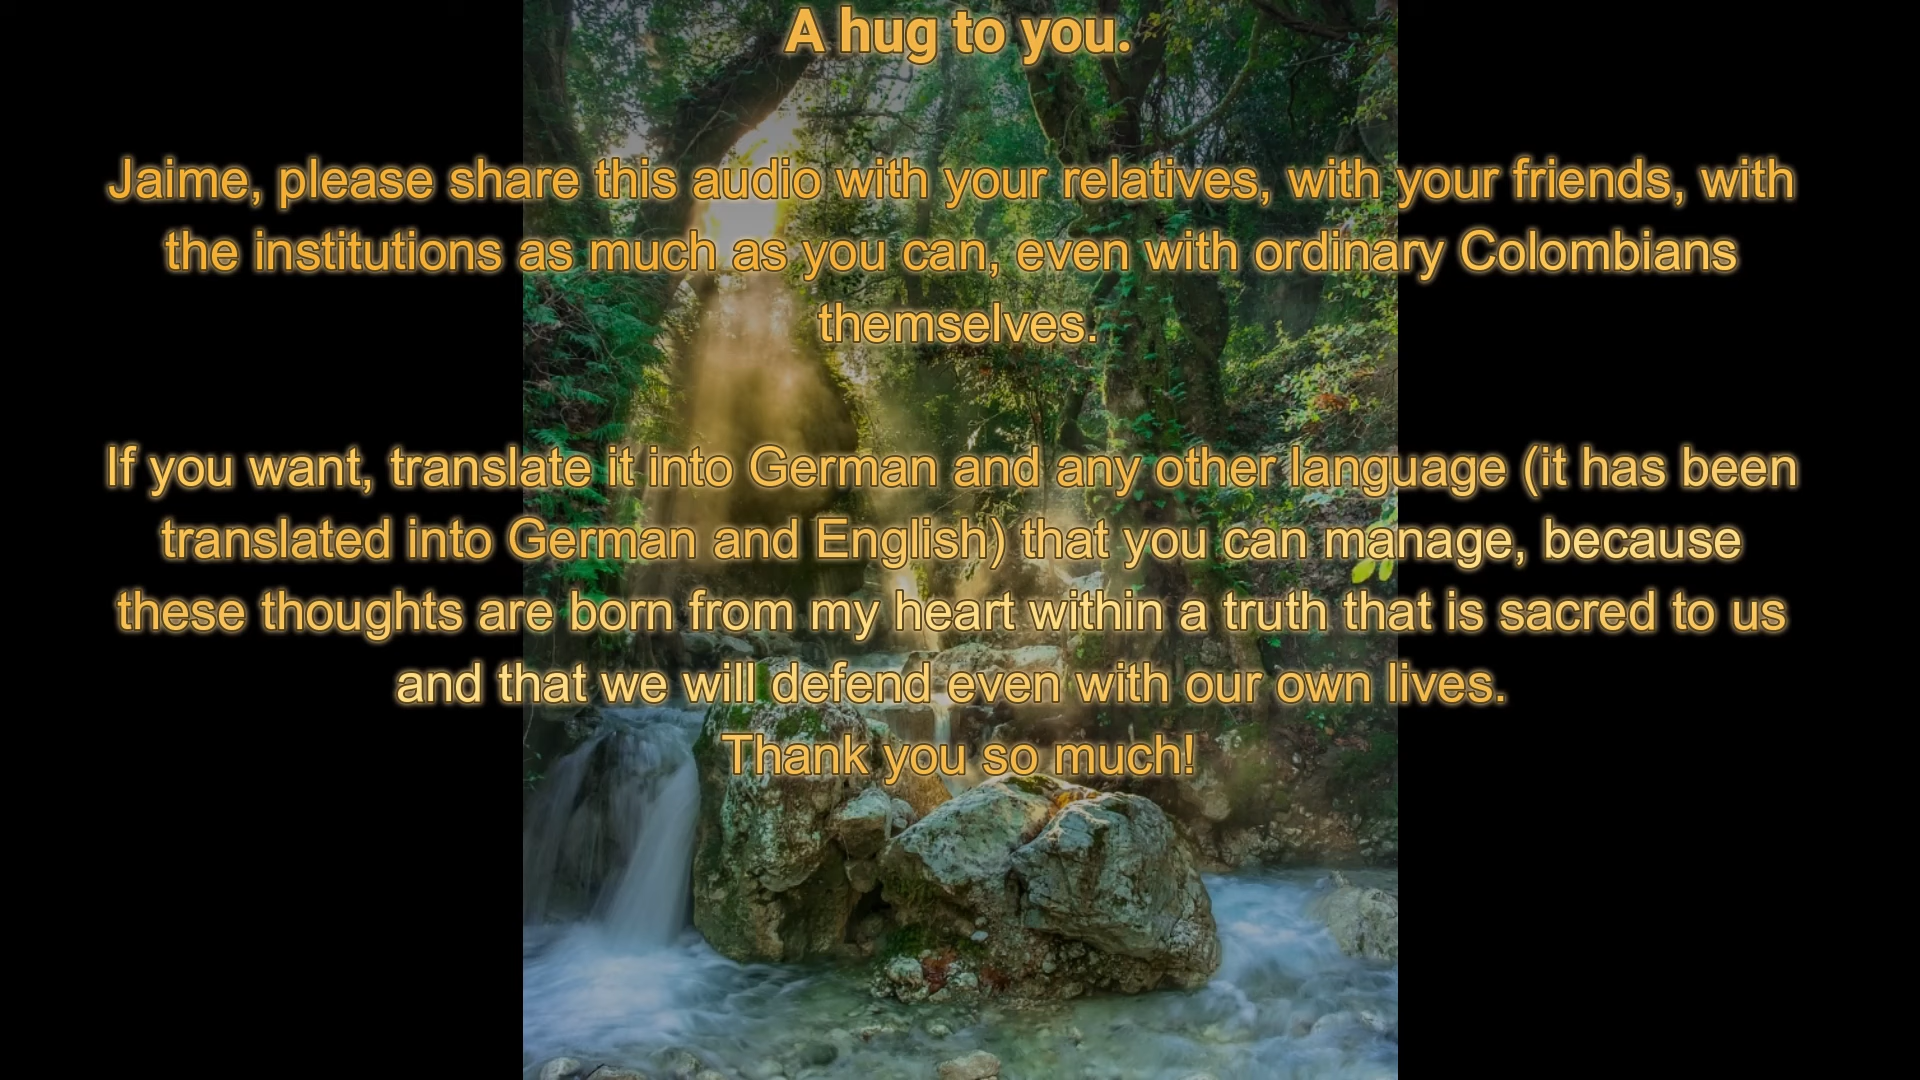 A hug to you.
Jaime, please share this audio with your relatives, with your friends, with
the institutions as much as you can, even with ordinary Colombians
themselves.
If you want, translate it into German and any other language (it has been
translated into German and English) that you can manage, because
these thoughts are born from my heart within a truth that is sacred to us
and that we will defend even with our own lives.
Thank you so much!